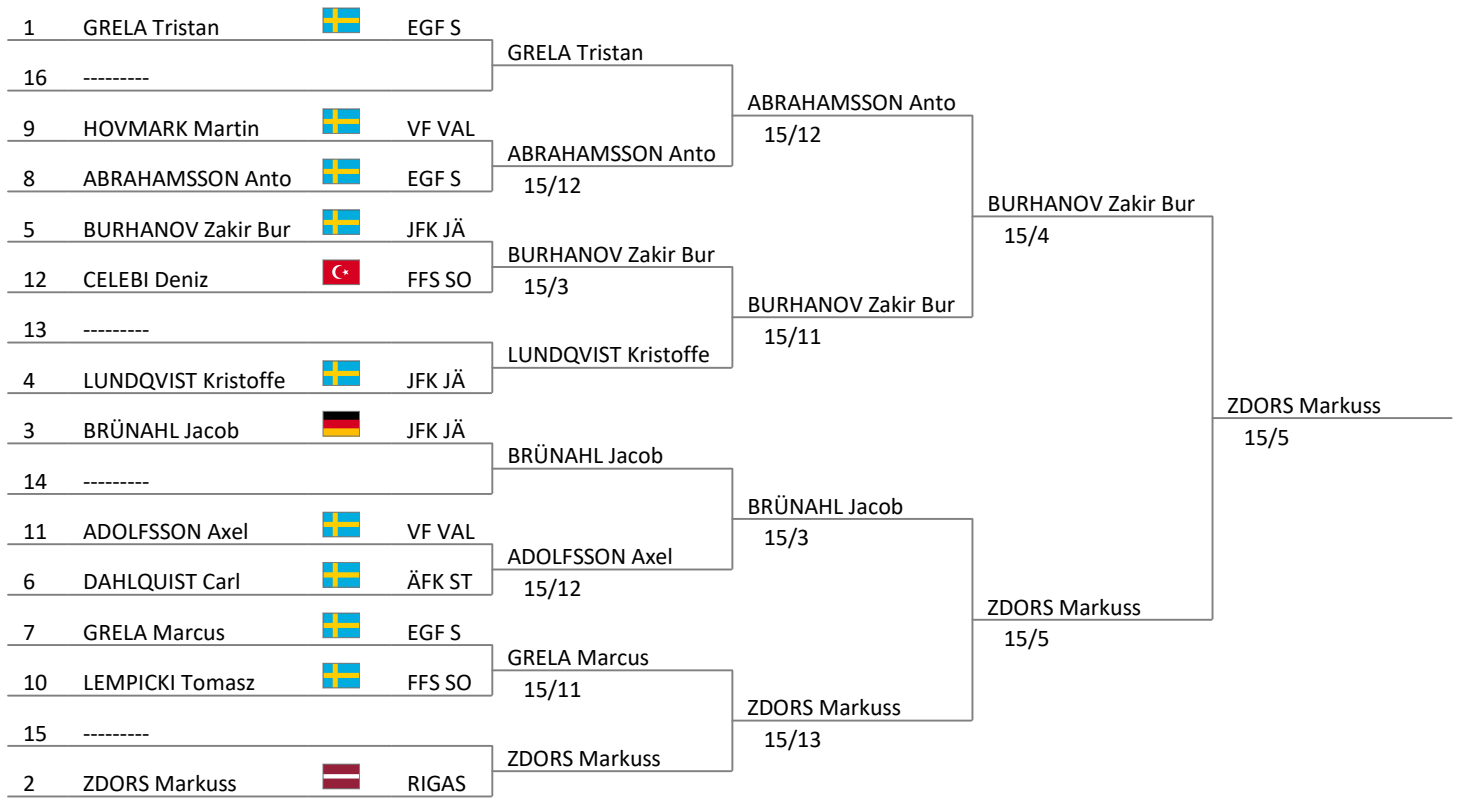 1 GRELA Tristan EGF S
GRELA Tristan
16 ---------
ABRAHAMSSON Anto
9 HOVMARK Martin VF VAL
15/12
ABRAHAMSSON Anto
8 ABRAHAMSSON Anto EGF S
15/12
BURHANOV Zakir Bur
5 BURHANOV Zakir Bur JFK JÄ
15/4
BURHANOV Zakir Bur
12 CELEBI Deniz FFS SO
15/3
BURHANOV Zakir Bur
13 ---------
15/11
LUNDQVIST Kristoffe
4 LUNDQVIST Kristoffe JFK JÄ
ZDORS Markuss
3 BRÜNAHL Jacob JFK JÄ
15/5
BRÜNAHL Jacob
14 ---------
BRÜNAHL Jacob
11 ADOLFSSON Axel VF VAL
15/3
ADOLFSSON Axel
6 DAHLQUIST Carl ÄFK ST
15/12
ZDORS Markuss
7 GRELA Marcus EGF S
15/5
GRELA Marcus
10 LEMPICKI Tomasz FFS SO
15/11
ZDORS Markuss
15 ---------
15/13
ZDORS Markuss
2 ZDORS Markuss RIGAS